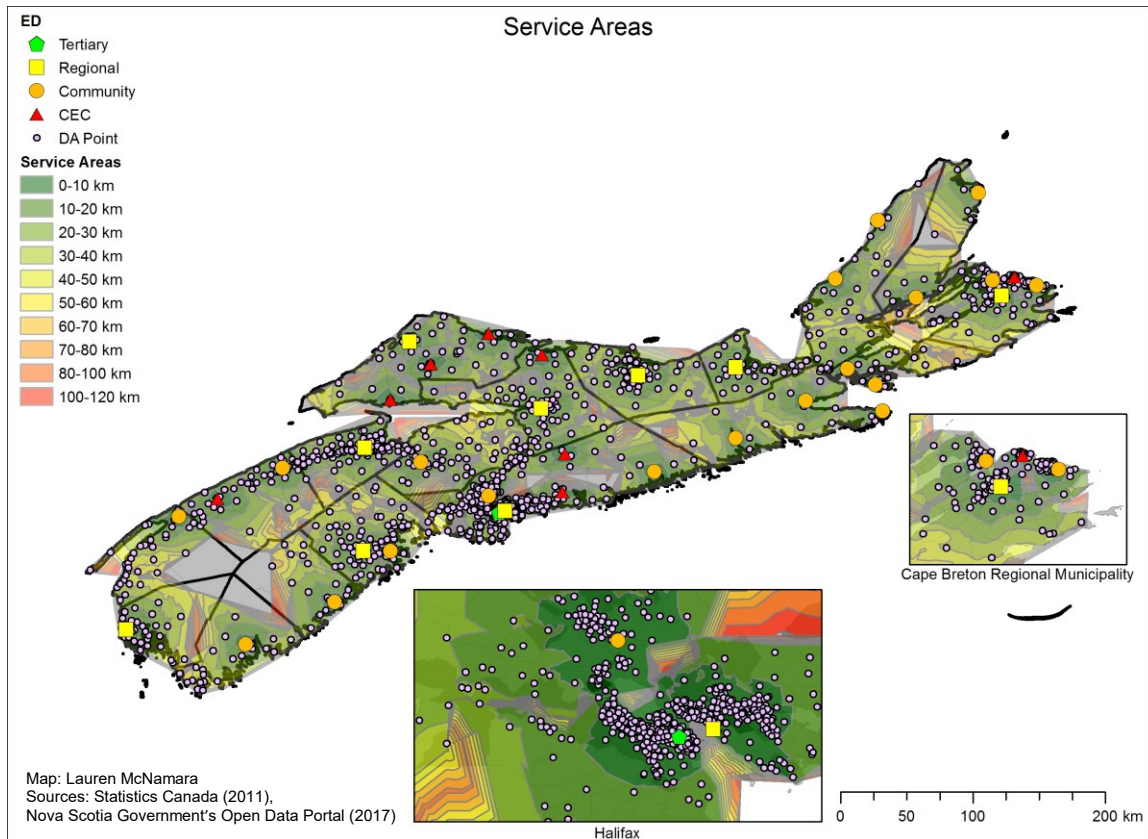 Service Areas
ED
Tertiary
Regional
Community
CEC
DA Point
Service Areas
0-10 km
10-20 km
20-30 km
30-40 km
40-50 km
50-60 km
60-70 km
70-80 km
80-100 km
100-120 km
Cape Breton Regional Municipality
Map: Lauren McNamara
Sources: Statistics Canada (2011),
Nova Scotia Government's Open Data Portal (2017)
Halifax
0 50 100 200 km